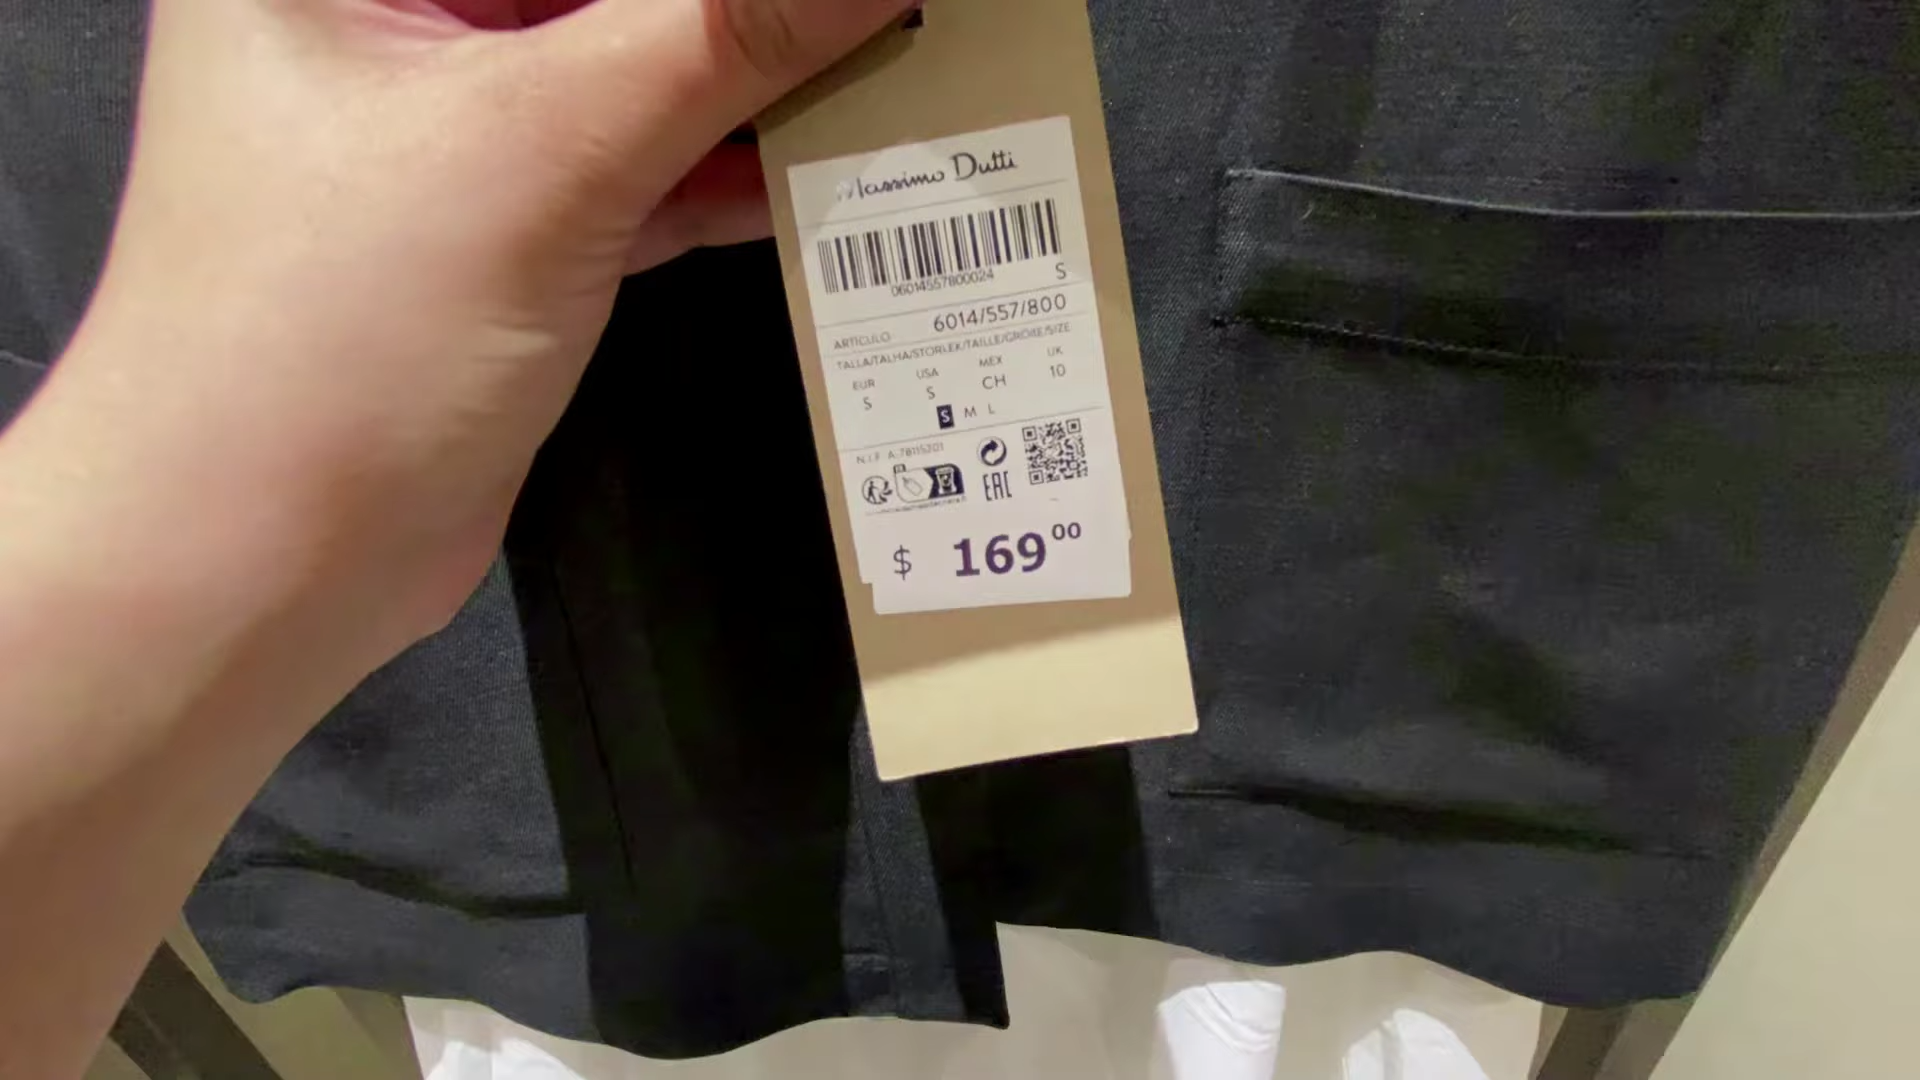 Massimo Dutti
06014557800024
S
ARTICULO 6014/557/800
TALLA/TALHA/STORLEK/TAILLE/GRÖßE/SIZE
EUR USA MEX UK
S S CH 10
S M L
N.I.F. A-78115201
EAC
$ 169 00